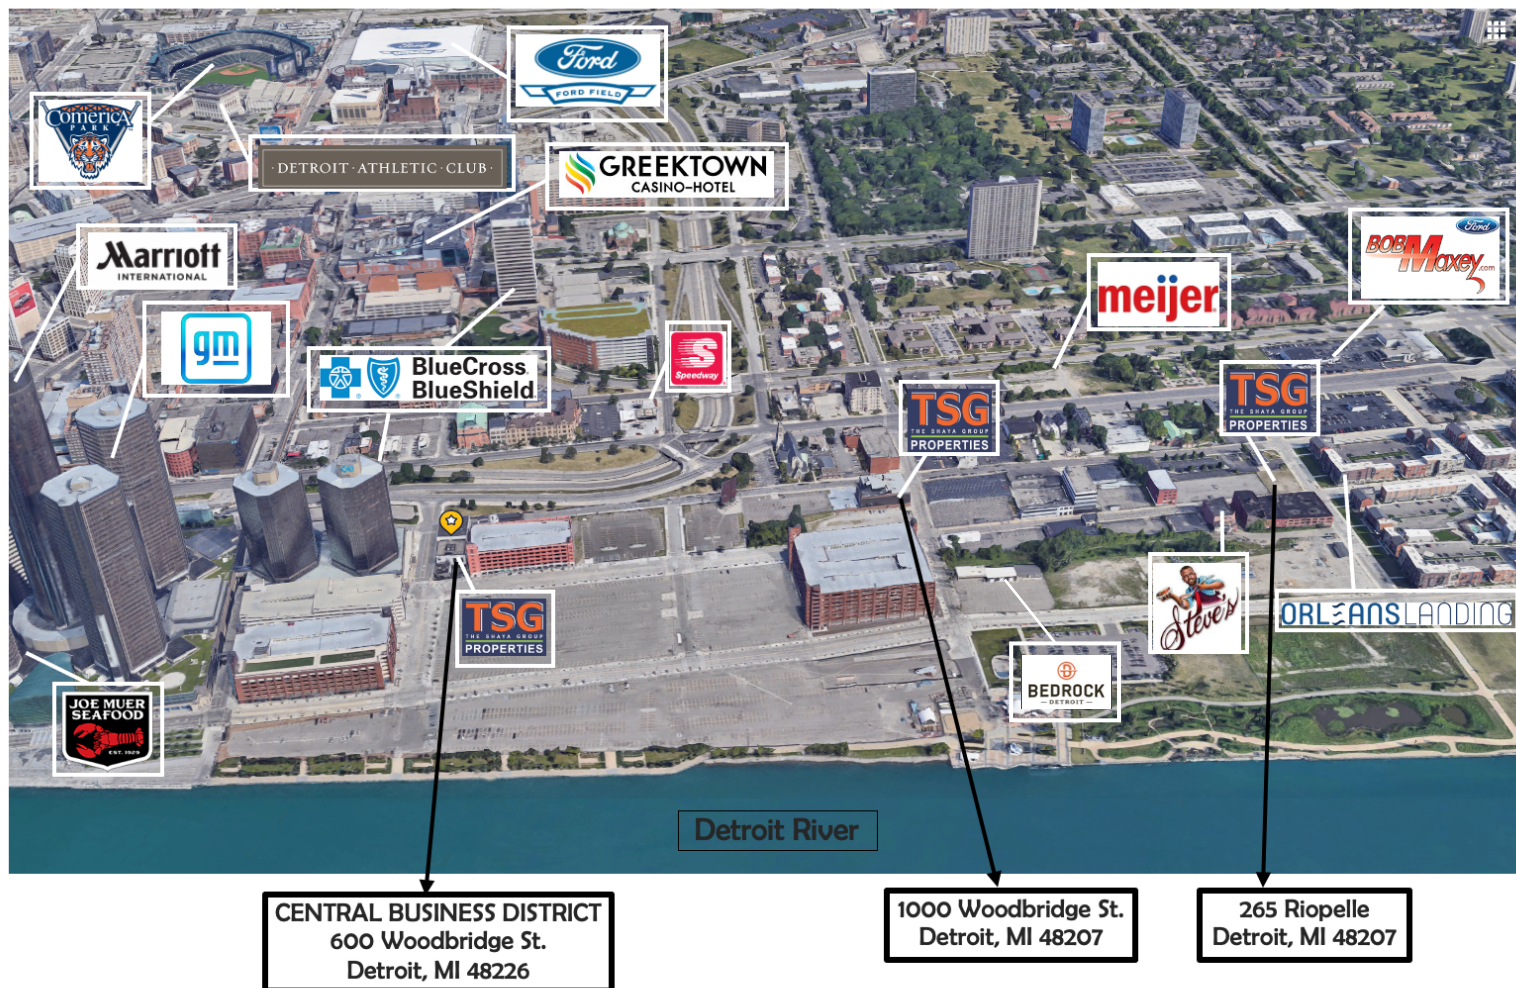 Ford
FORD FIELD
ComericA
PARK
·DETROIT·ATHLETIC·CLUB·
GREEKTOWN
CASINO-HOTEL
Marriott
INTERNATIONAL
Ford
BOB
Maxey.com
meijer
gm
BlueCross
BlueShield
S
Speedway
TSG
THE SHAYA GROUP
PROPERTIES
TSG
THE SHAYA GROUP
PROPERTIES
TSG
THE SHAYA GROUP
PROPERTIES
Steve's
ORLEANS LANDING
BEDROCK
— DETROIT —
JOE MUER
SEAFOOD
EST. 1929
Detroit River
CENTRAL BUSINESS DISTRICT
600 Woodbridge St.
Detroit, MI 48226
1000 Woodbridge St.
Detroit, MI 48207
265 Riopelle
Detroit, MI 48207